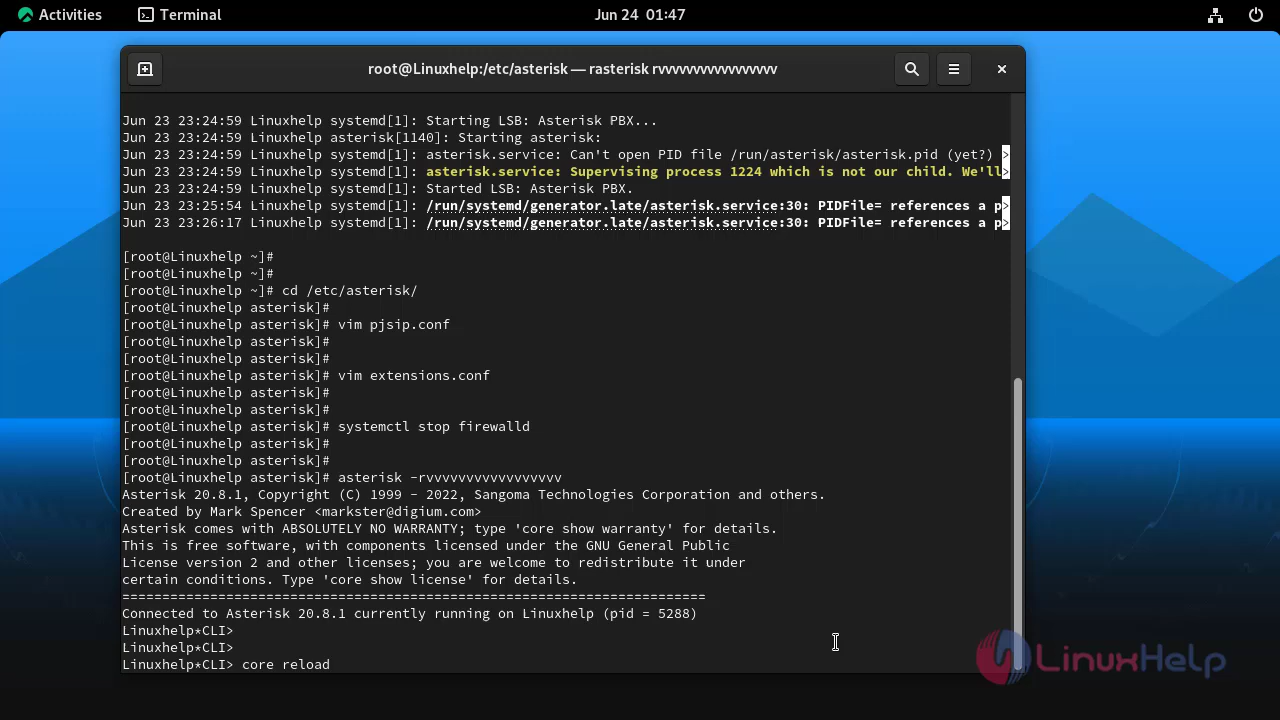 Activities
Terminal
Jun 24 01:47
root@Linuxhelp:/etc/asterisk — rasterisk rvvvvvvvvvvvvvvvvv
Jun 23 23:24:59 Linuxhelp systemd[1]: Starting LSB: Asterisk PBX...
Jun 23 23:24:59 Linuxhelp asterisk[1140]: Starting asterisk:
Jun 23 23:24:59 Linuxhelp systemd[1]: asterisk.service: Can't open PID file /run/asterisk/asterisk.pid (yet?) >
Jun 23 23:24:59 Linuxhelp systemd[1]: asterisk.service: Supervising process 1224 which is not our child. We'll>
Jun 23 23:24:59 Linuxhelp systemd[1]: Started LSB: Asterisk PBX.
Jun 23 23:25:54 Linuxhelp systemd[1]: /run/systemd/generator.late/asterisk.service:30: PIDFile= references a p>
Jun 23 23:26:17 Linuxhelp systemd[1]: /run/systemd/generator.late/asterisk.service:30: PIDFile= references a p>
[root@Linuxhelp ~]#
[root@Linuxhelp ~]#
[root@Linuxhelp ~]# cd /etc/asterisk/
[root@Linuxhelp asterisk]#
[root@Linuxhelp asterisk]# vim pjsip.conf
[root@Linuxhelp asterisk]#
[root@Linuxhelp asterisk]#
[root@Linuxhelp asterisk]# vim extensions.conf
[root@Linuxhelp asterisk]#
[root@Linuxhelp asterisk]#
[root@Linuxhelp asterisk]# systemctl stop firewalld
[root@Linuxhelp asterisk]#
[root@Linuxhelp asterisk]#
[root@Linuxhelp asterisk]# asterisk -rvvvvvvvvvvvvvvvvv
Asterisk 20.8.1, Copyright (C) 1999 - 2022, Sangoma Technologies Corporation and others.
Created by Mark Spencer <markster@digium.com>
Asterisk comes with ABSOLUTELY NO WARRANTY; type 'core show warranty' for details.
This is free software, with components licensed under the GNU General Public
License version 2 and other licenses; you are welcome to redistribute it under
certain conditions. Type 'core show license' for details.
=========================================================================
Connected to Asterisk 20.8.1 currently running on Linuxhelp (pid = 5288)
Linuxhelp*CLI>
Linuxhelp*CLI>
Linuxhelp*CLI> core reload
LinuxHelp